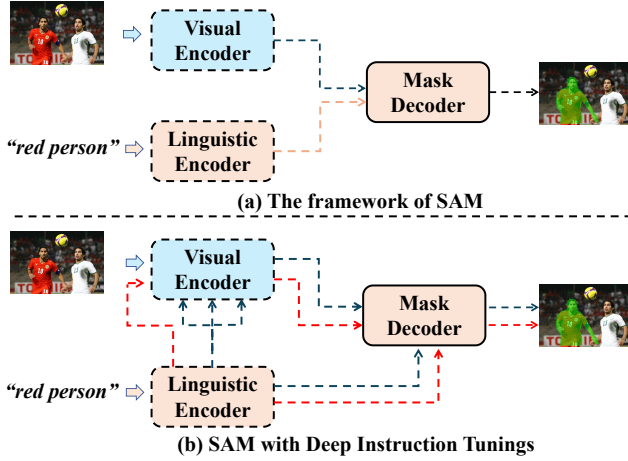 Visual
Encoder
Mask
Decoder
"red person"
Linguistic
Encoder
(a) The framework of SAM
Visual
Encoder
Mask
Decoder
"red person"
Linguistic
Encoder
(b) SAM with Deep Instruction Tunings